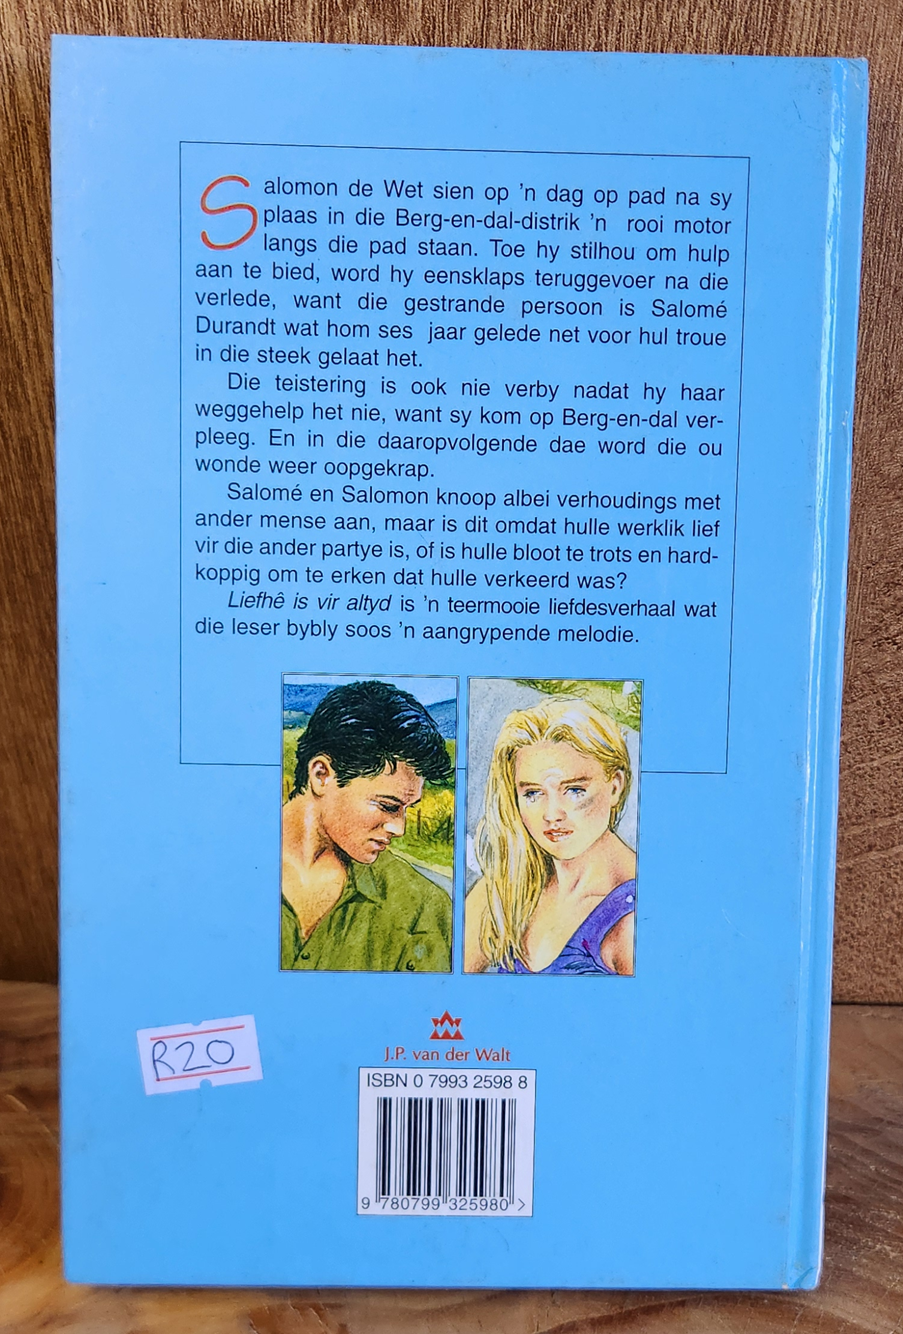 Salomon de Wet sien op 'n dag op pad na sy
plaas in die Berg-en-dal-distrik 'n rooi motor
langs die pad staan. Toe hy stilhou om hulp
aan te bied, word hy eensklaps teruggevoer na die
verlede, want die gestrande persoon is Salomé
Durandt wat hom ses jaar gelede net voor hul troue
in die steek gelaat het.
Die teistering is ook nie verby nadat hy haar
weggehelp het nie, want sy kom op Berg-en-dal ver-
pleeg. En in die daaropvolgende dae word die ou
wonde weer oopgekrap.
Salomé en Salomon knoop albei verhoudings met
ander mense aan, maar is dit omdat hulle werklik lief
vir die ander partye is, of is hulle bloot te trots en hard-
koppig om te erken dat hulle verkeerd was?
Liefhê is vir altyd is 'n teermooie liefdesverhaal wat
die leser bybly soos 'n aangrypende melodie.
R20
J.P. van der Walt
ISBN 0 7993 2598 8
9 780799 325980 >